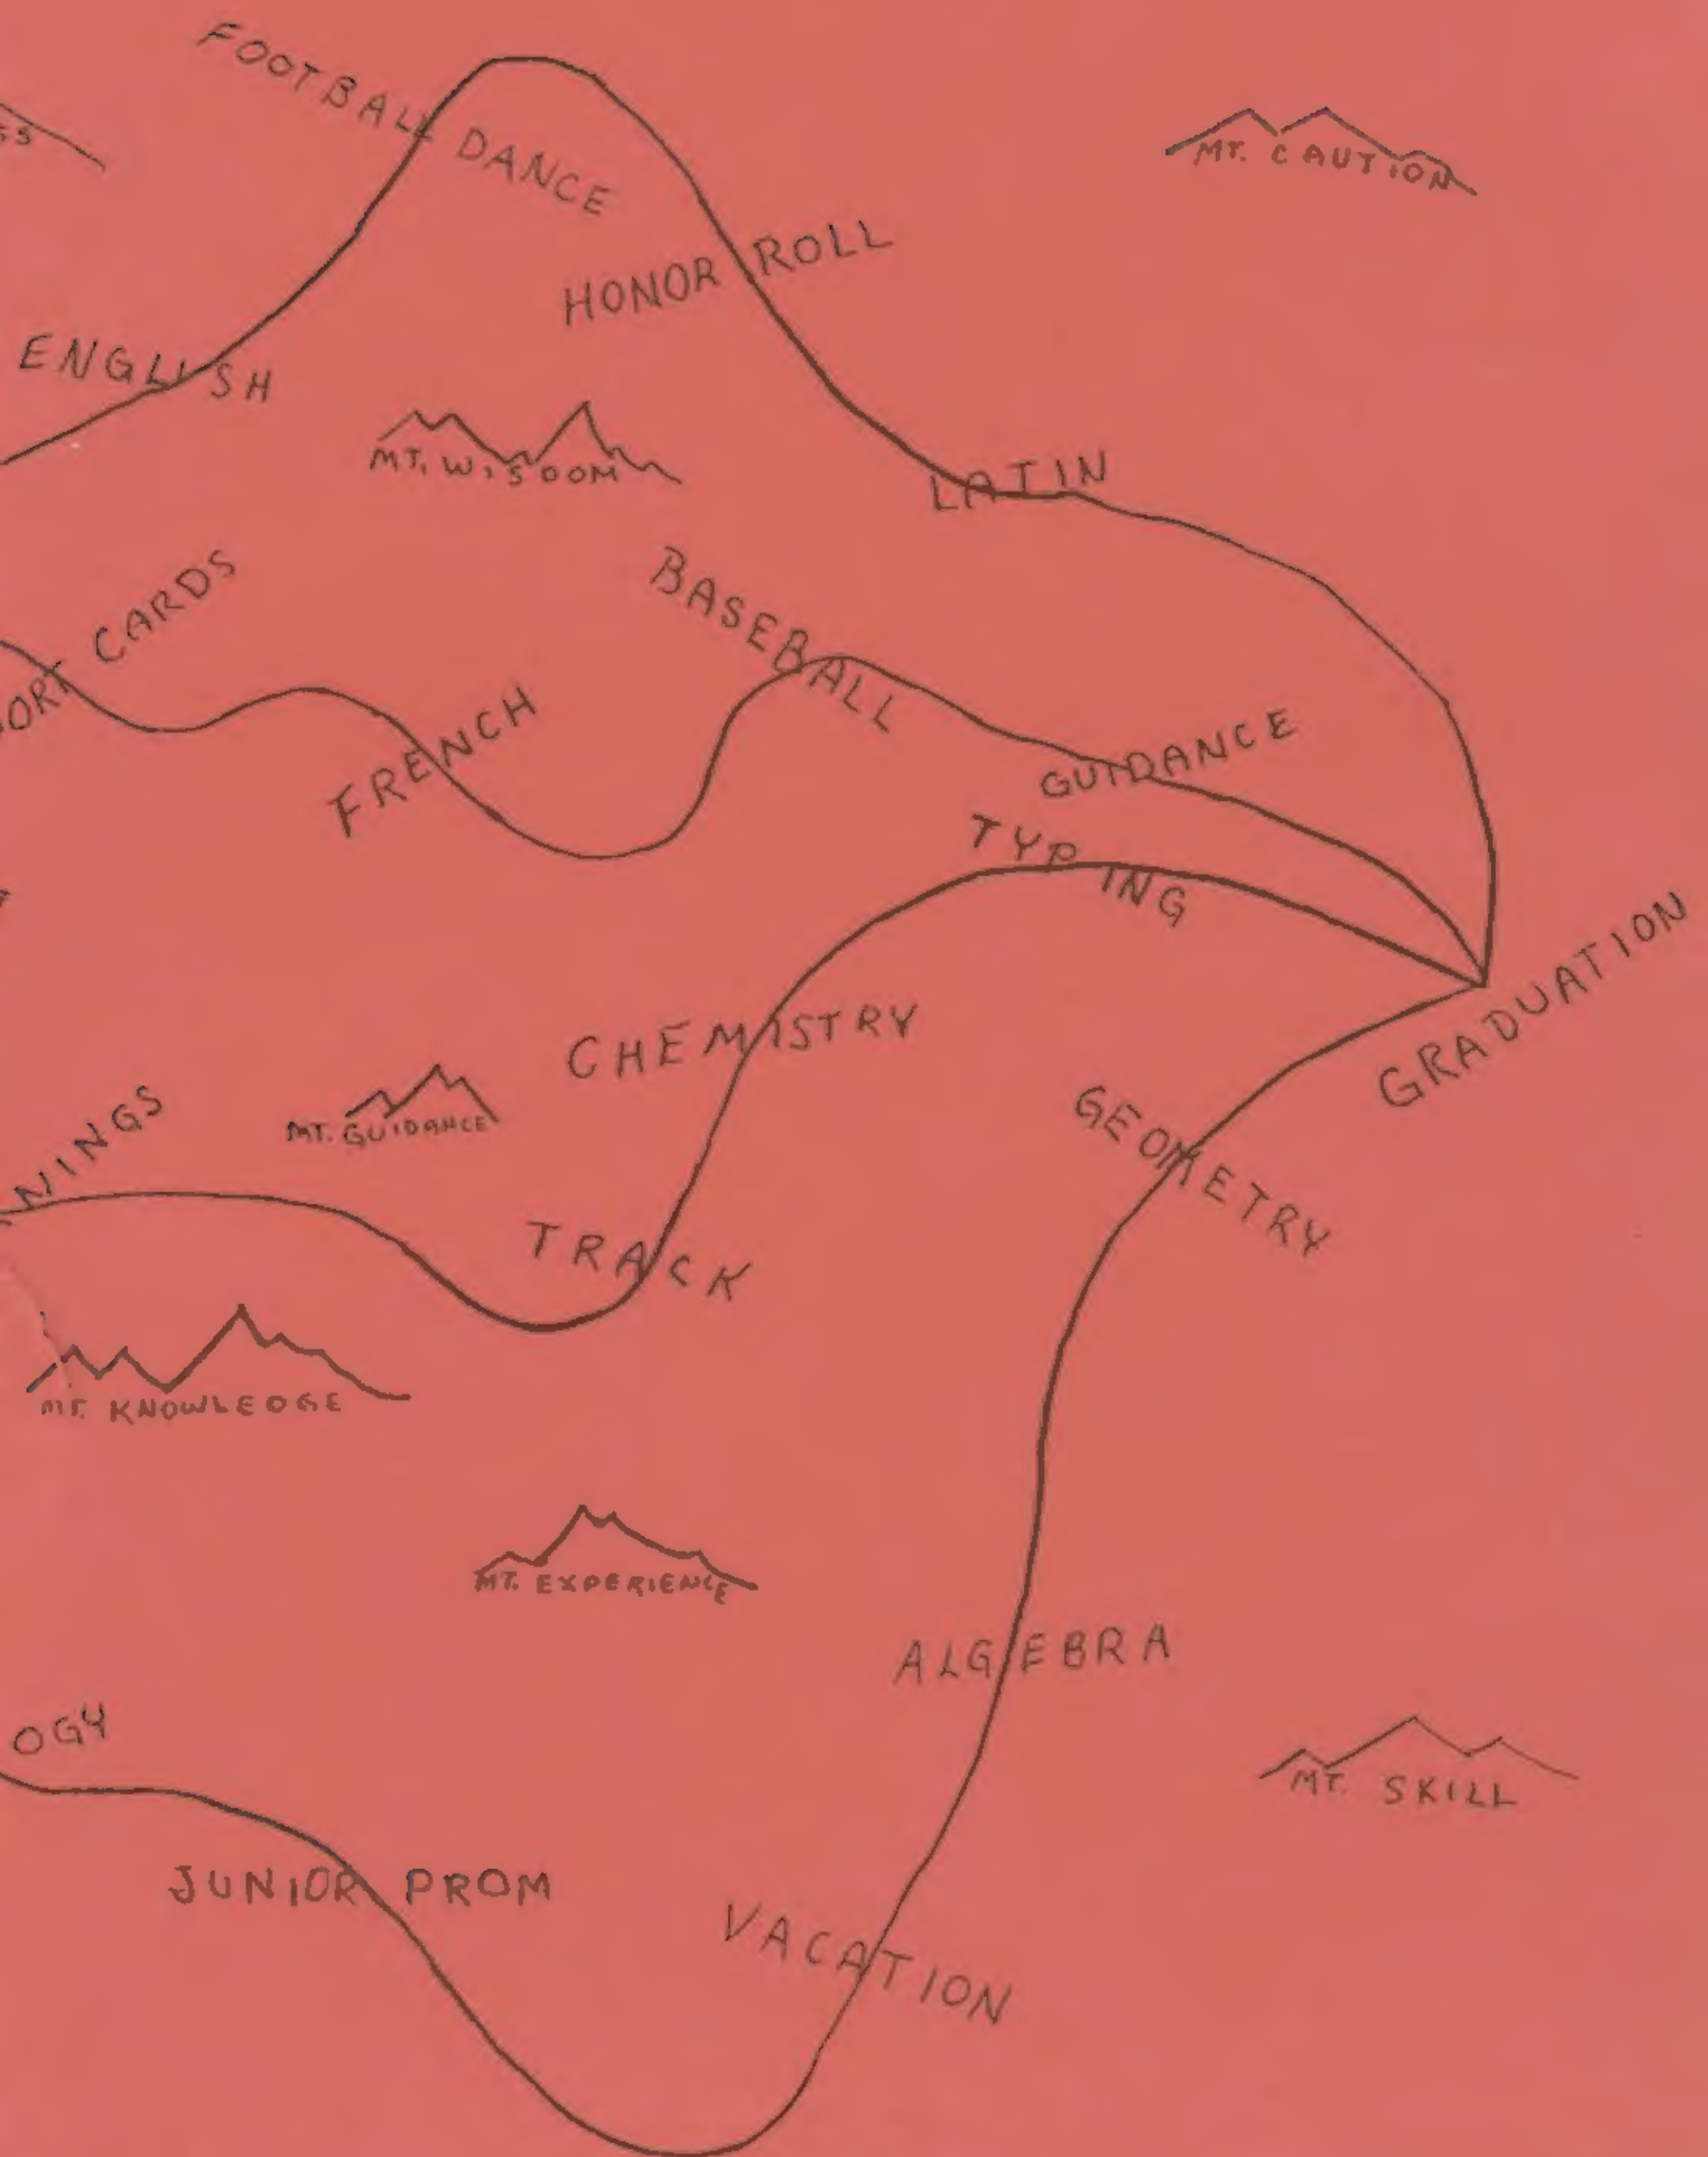 FOOTBALL DANCE
MT. CAUTION
HONOR ROLL
ENGLISH
MT. WISDOM
LATIN
CARDS
BASEBALL
FRENCH
GUIDANCE
TYPING
GRADUATION
CHEMISTRY
MT. GUIDANCE
GEOMETRY
NINGS
TRACK
MT. KNOWLEDGE
MT. EXPERIENCE
ALGEBRA
OGY
MT. SKILL
JUNIOR PROM
VACATION